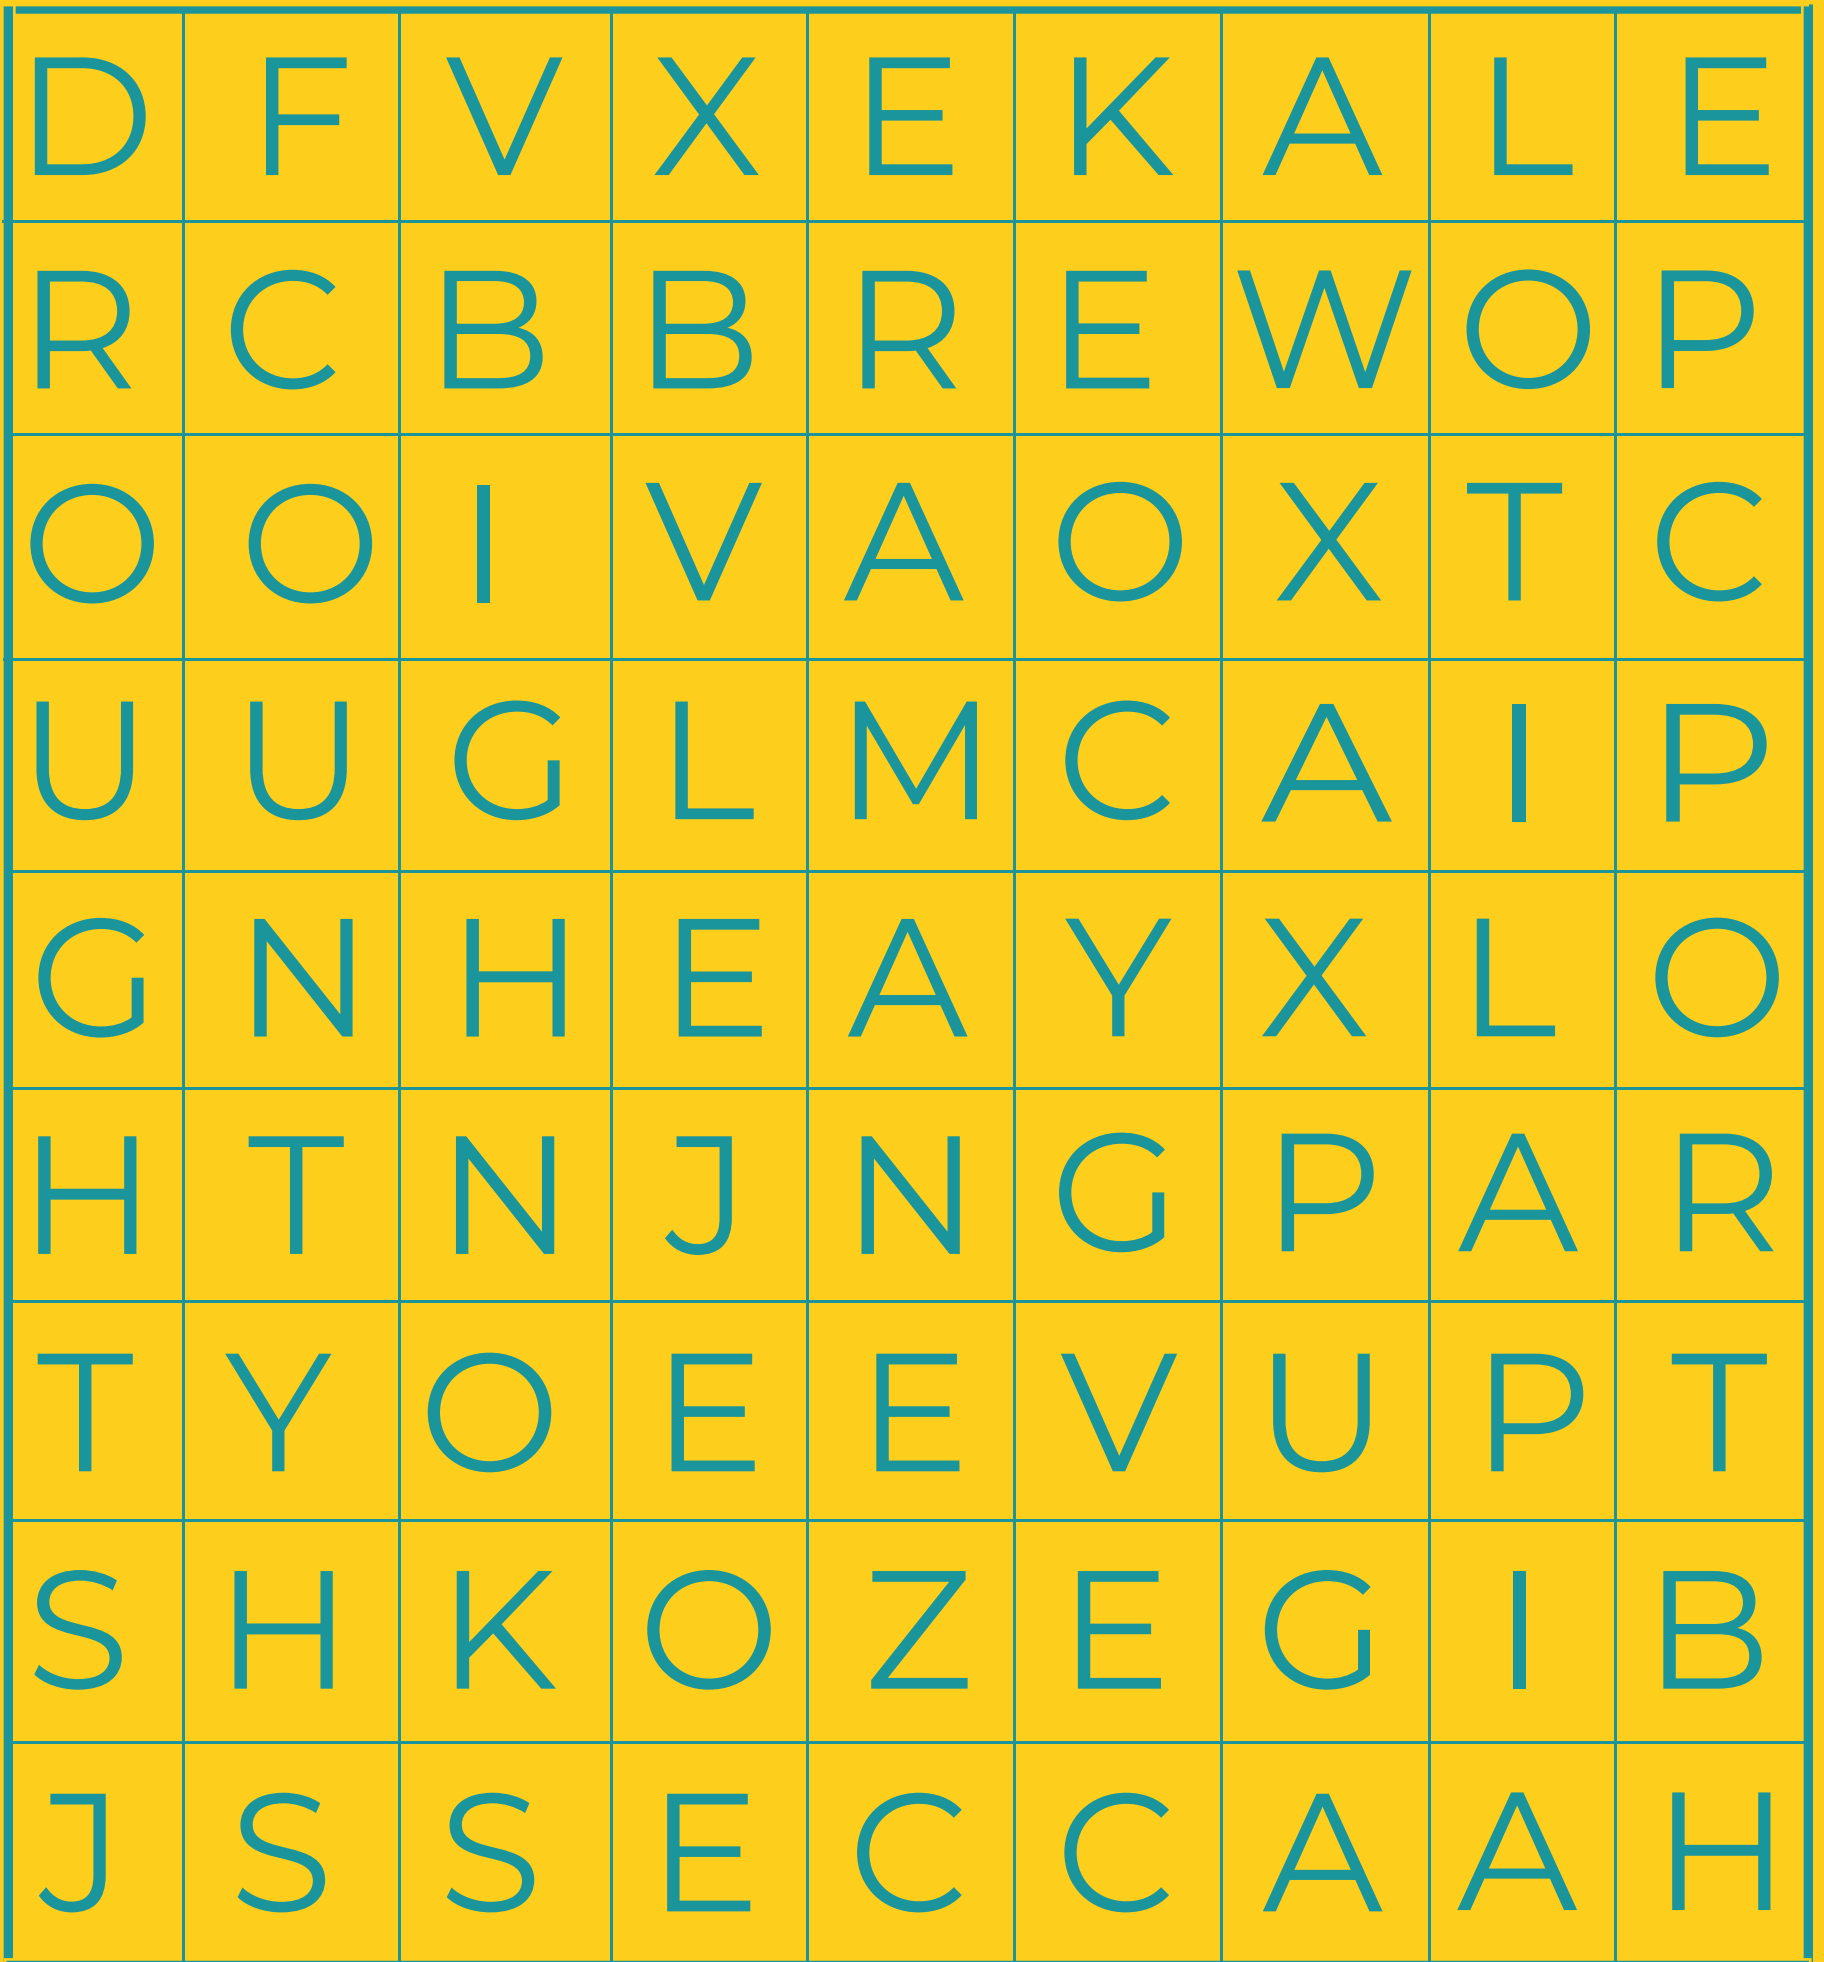 D F V X E K A L E
R C B B R E W O P
O O I V A O X T C
U U G L M C A I P
G N H E A Y X L O
H T N J N G P A R
T Y O E E V U P T
S H K O Z E G I B
J S S E C C A A H